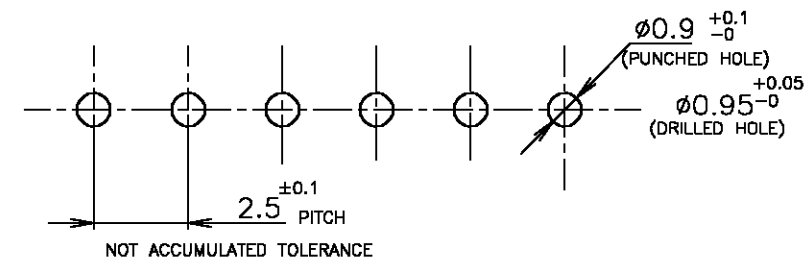 ø0.9 +0.1 -0
(PUNCHED HOLE)
ø0.95 +0.05 -0
(DRILLED HOLE)
2.5 ±0.1 PITCH
NOT ACCUMULATED TOLERANCE